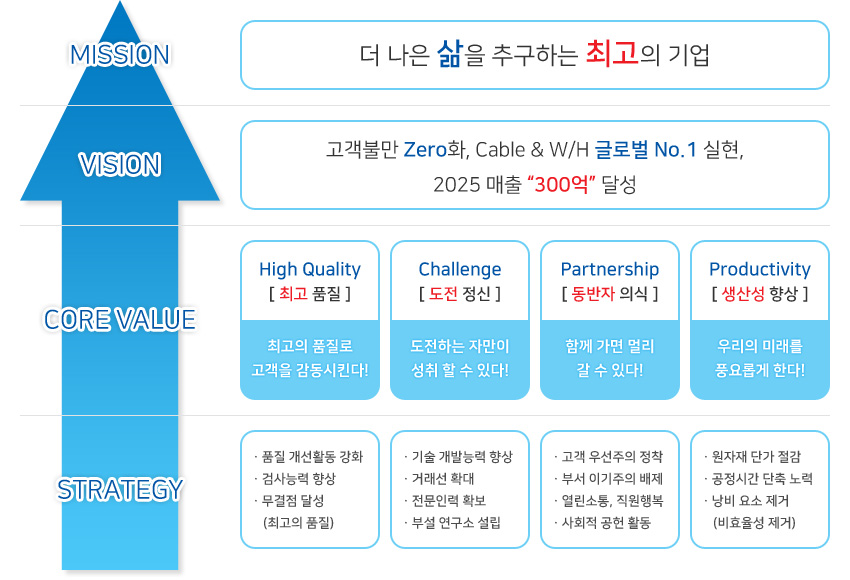 MISSION
더 나은 삶을 추구하는 최고의 기업
VISION
고객불만 Zero화, Cable & W/H 글로벌 No.1 실현,
2025 매출 “300억” 달성
CORE VALUE
High Quality
[ 최고 품질 ]
최고의 품질로
고객을 감동시킨다!
Challenge
[ 도전 정신 ]
도전하는 자만이
성취 할 수 있다!
Partnership
[ 동반자 의식 ]
함께 가면 멀리
갈 수 있다!
Productivity
[ 생산성 향상 ]
우리의 미래를
풍요롭게 한다!
STRATEGY
· 품질 개선활동 강화
· 검사능력 향상
· 무결점 달성
(최고의 품질)
· 기술 개발능력 향상
· 거래선 확대
· 전문인력 확보
· 부설 연구소 설립
· 고객 우선주의 정착
· 부서 이기주의 배제
· 열린소통, 직원행복
· 사회적 공헌 활동
· 원자재 단가 절감
· 공정시간 단축 노력
· 낭비 요소 제거
(비효율성 제거)